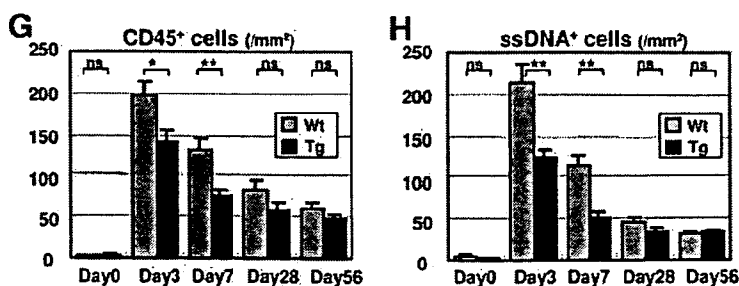 G
CD45⁺ cells (/mm²)
250
200
150
100
50
0
ns
*
**
ns
ns
Wt
Tg
Day0 Day3 Day7 Day28 Day56
H
ssDNA⁺ cells (/mm²)
250
200
150
100
50
0
ns
**
**
ns
ns
Wt
Tg
Day0 Day3 Day7 Day28 Day56